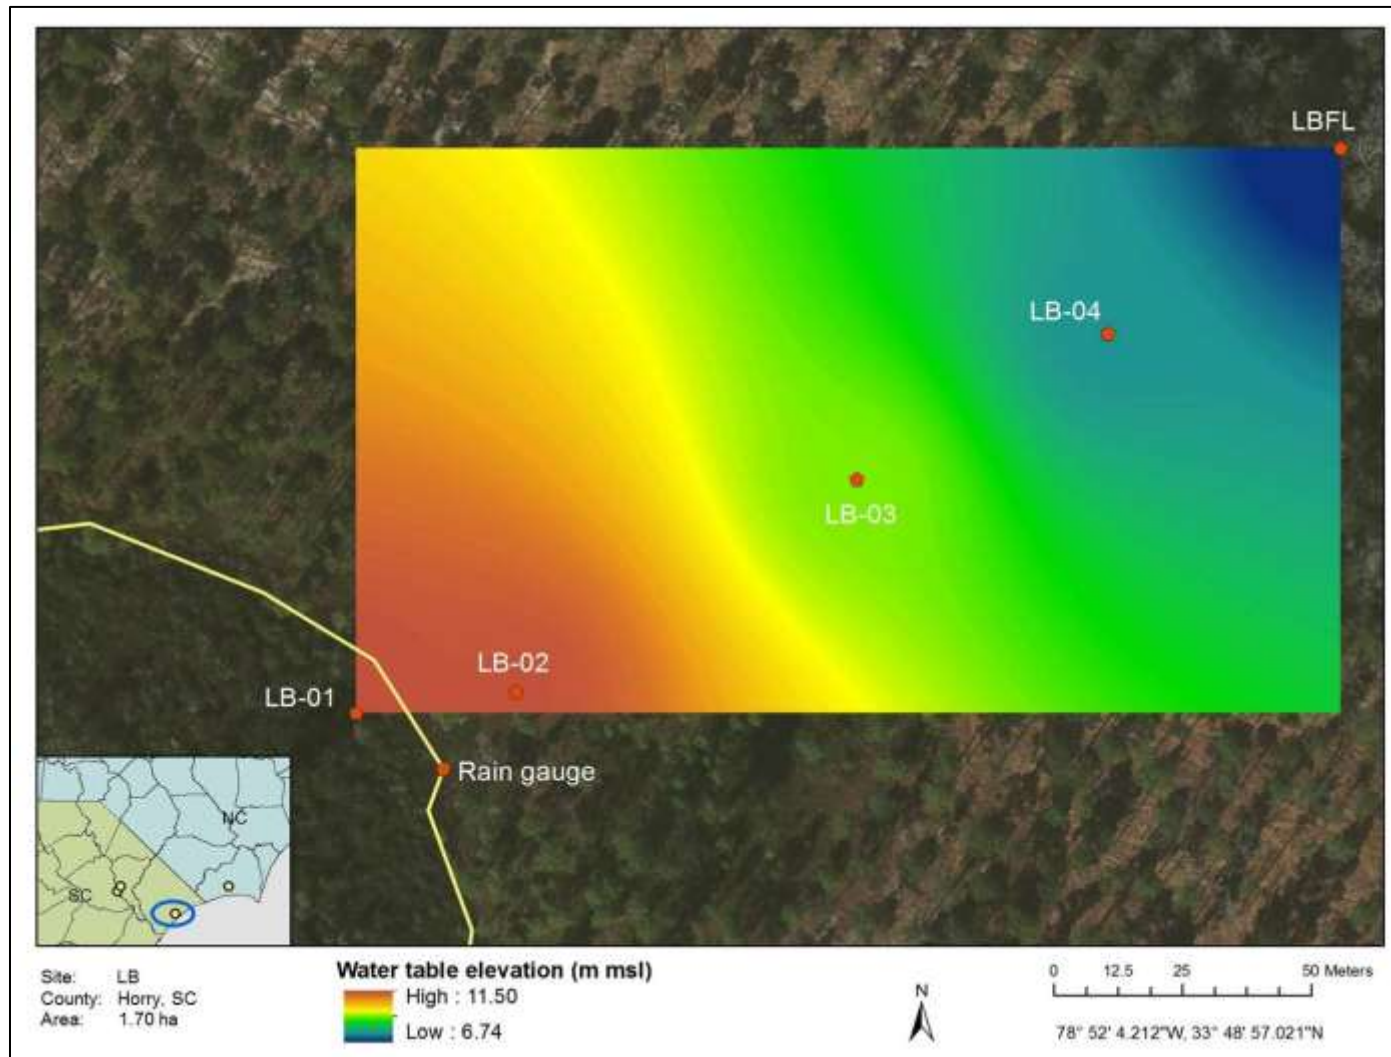 LBFL
LB-04
LB-03
LB-02
LB-01
Rain gauge
NC
SC
Site: LB
County: Horry, SC
Area: 1.70 ha
Water table elevation (m msl)
High : 11.50
Low : 6.74
N
0 12.5 25 50 Meters
78° 52' 4.212"W, 33° 48' 57.021"N